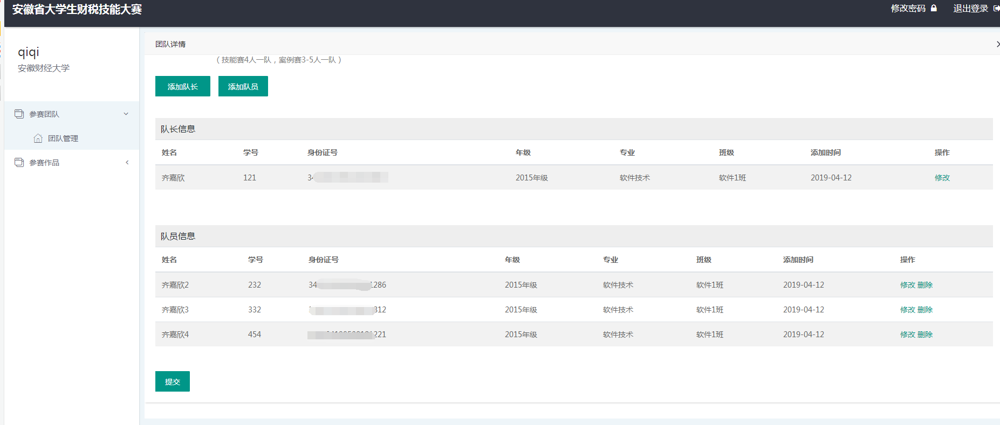 安徽省大学生财税技能大赛
修改密码 退出登录
qiqi
安徽财经大学
参赛团队
团队管理
参赛作品
团队详情
（技能赛4人一队，案例赛3-5人一队）
添加队长 添加队员
队长信息
姓名 学号 身份证号 年级 专业 班级 添加时间 操作
齐嘉欣 121 34 2015年级 软件技术 软件1班 2019-04-12 修改
队员信息
姓名 学号 身份证号 年级 专业 班级 添加时间 操作
齐嘉欣2 232 34 1286 2015年级 软件技术 软件1班 2019-04-12 修改 删除
齐嘉欣3 332 312 2015年级 软件技术 软件1班 2019-04-12 修改 删除
齐嘉欣4 454 221 2015年级 软件技术 软件1班 2019-04-12 修改 删除
提交